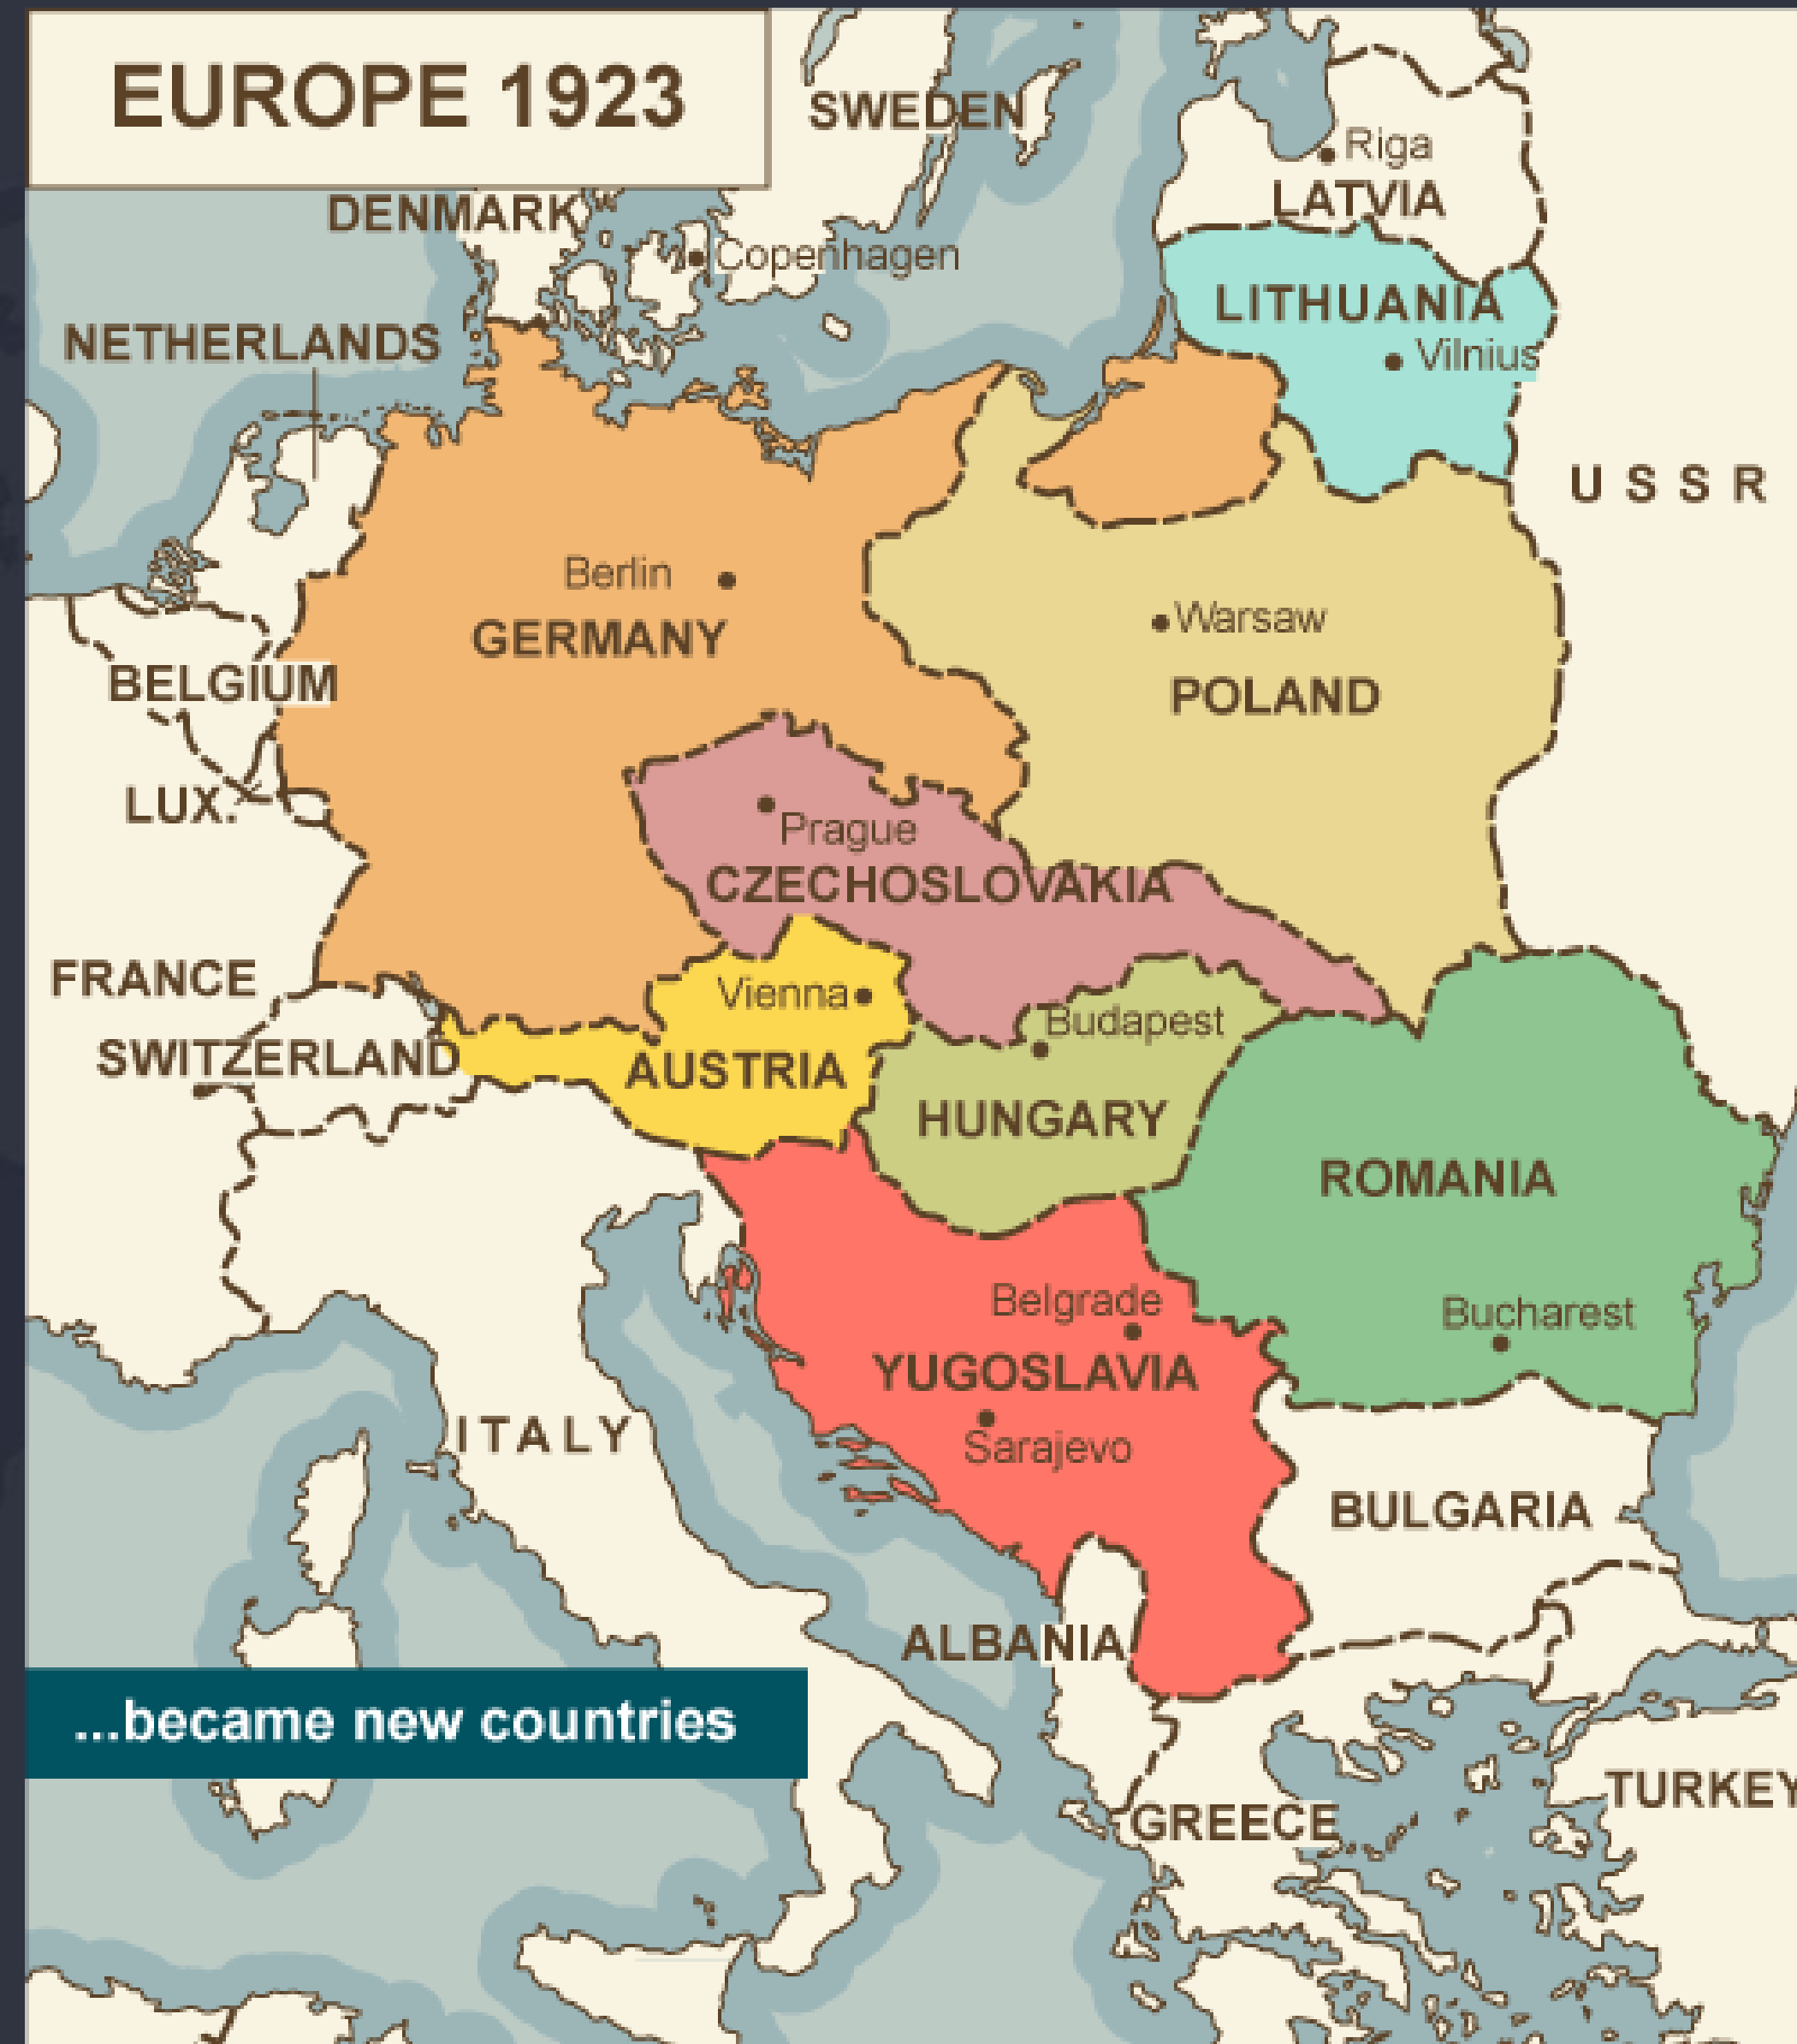 EUROPE 1923
SWEDEN
Riga
LATVIA
DENMARK
Copenhagen
LITHUANIA
NETHERLANDS
Vilnius
USSR
Berlin
GERMANY
Warsaw
BELGIUM
POLAND
LUX.
Prague
CZECHOSLOVAKIA
FRANCE
Vienna
Budapest
SWITZERLAND
AUSTRIA
HUNGARY
ROMANIA
Belgrade
Bucharest
YUGOSLAVIA
ITALY
Sarajevo
BULGARIA
ALBANIA
...became new countries
TURKEY
GREECE